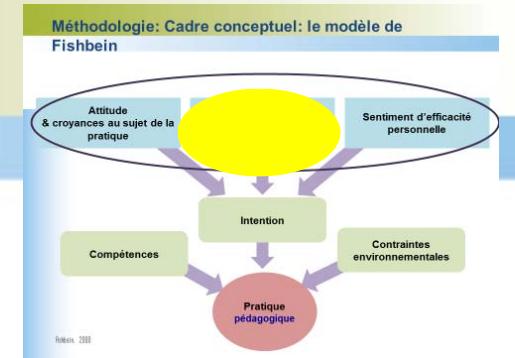 Méthodologie: Cadre conceptuel: le modèle de
Fishbein
Attitude
& croyances au sujet de la
pratique
Sentiment d’efficacité
personnelle
Intention
Compétences
Contraintes
environnementales
Pratique
pédagogique
Fishbein, 2000